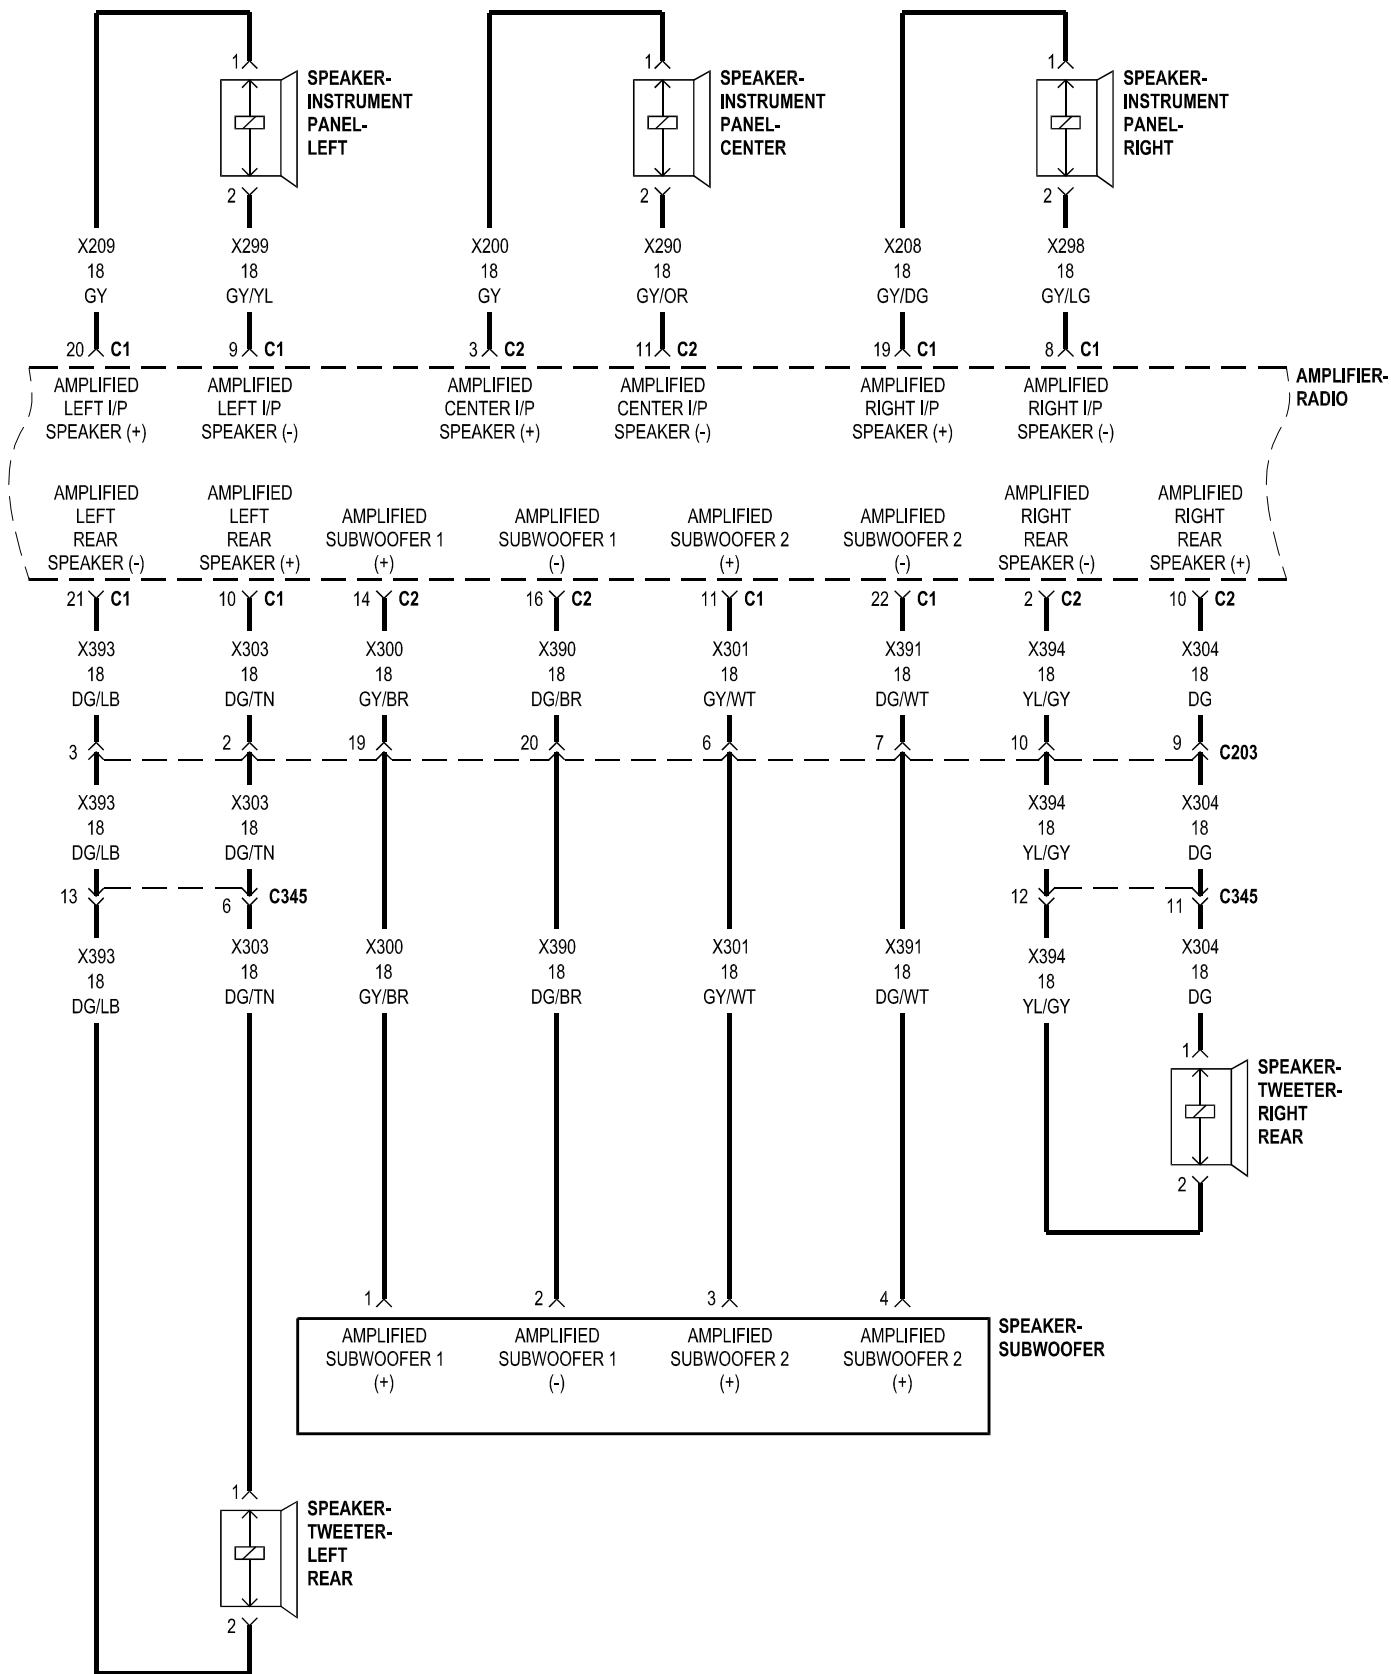 1
SPEAKER-
INSTRUMENT
PANEL-
LEFT
2
1
SPEAKER-
INSTRUMENT
PANEL-
CENTER
2
1
SPEAKER-
INSTRUMENT
PANEL-
RIGHT
2
X209
18
GY
X299
18
GY/YL
X200
18
GY
X290
18
GY/OR
X208
18
GY/DG
X298
18
GY/LG
20 C1
9 C1
3 C2
11 C2
19 C1
8 C1
AMPLIFIER-
RADIO
AMPLIFIED
LEFT I/P
SPEAKER (+)
AMPLIFIED
LEFT I/P
SPEAKER (-)
AMPLIFIED
CENTER I/P
SPEAKER (+)
AMPLIFIED
CENTER I/P
SPEAKER (-)
AMPLIFIED
RIGHT I/P
SPEAKER (+)
AMPLIFIED
RIGHT I/P
SPEAKER (-)
AMPLIFIED
LEFT
REAR
SPEAKER (-)
AMPLIFIED
LEFT
REAR
SPEAKER (+)
AMPLIFIED
SUBWOOFER 1
(+)
AMPLIFIED
SUBWOOFER 1
(-)
AMPLIFIED
SUBWOOFER 2
(+)
AMPLIFIED
SUBWOOFER 2
(-)
AMPLIFIED
RIGHT
REAR
SPEAKER (-)
AMPLIFIED
RIGHT
REAR
SPEAKER (+)
21 C1
10 C1
14 C2
16 C2
11 C1
22 C1
2 C2
10 C2
X393
18
DG/LB
X303
18
DG/TN
X300
18
GY/BR
X390
18
DG/BR
X301
18
GY/WT
X391
18
DG/WT
X394
18
YL/GY
X304
18
DG
3
2
19
20
6
7
10
9
C203
X393
18
DG/LB
X303
18
DG/TN
X394
18
YL/GY
X304
18
DG
13
6
C345
12
11
C345
X393
18
DG/LB
X303
18
DG/TN
X300
18
GY/BR
X390
18
DG/BR
X301
18
GY/WT
X391
18
DG/WT
X394
18
YL/GY
X304
18
DG
1
SPEAKER-
TWEETER-
RIGHT
REAR
2
1
2
3
4
SPEAKER-
SUBWOOFER
AMPLIFIED
SUBWOOFER 1
(+)
AMPLIFIED
SUBWOOFER 1
(-)
AMPLIFIED
SUBWOOFER 2
(+)
AMPLIFIED
SUBWOOFER 2
(+)
1
SPEAKER-
TWEETER-
LEFT
REAR
2